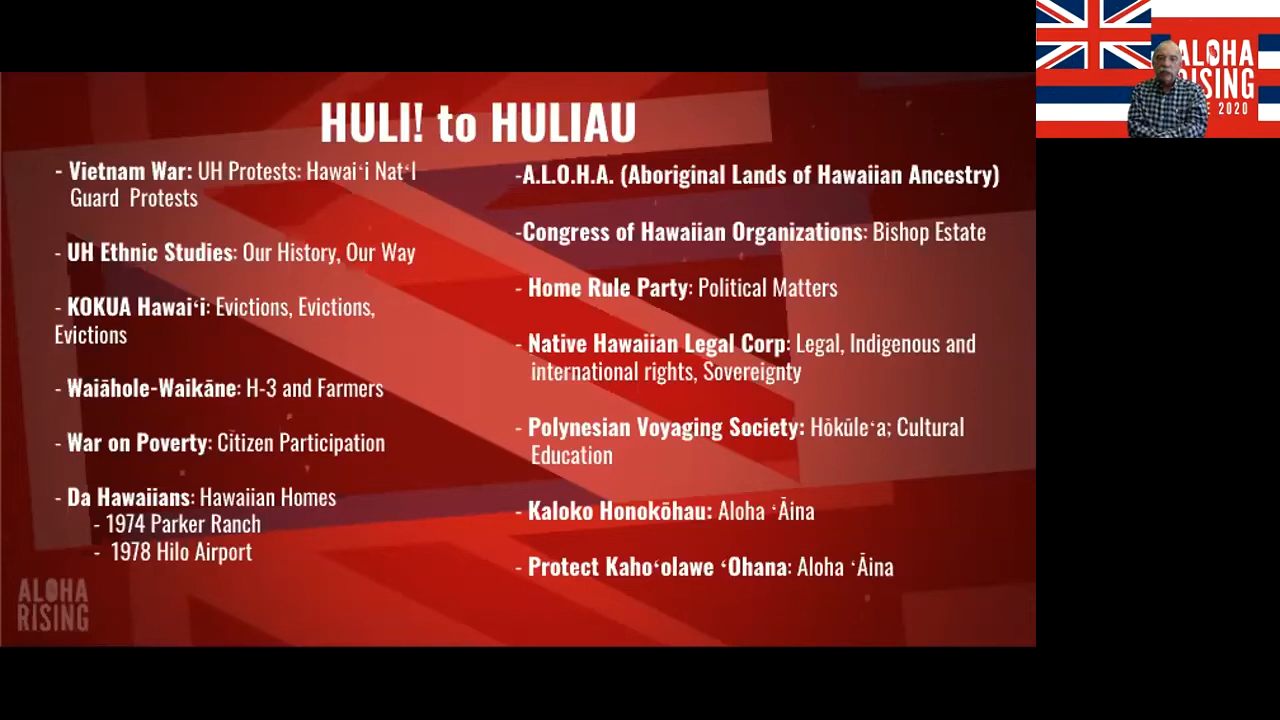 HULI! to HULIAU
- Vietnam War: UH Protests: Hawaiʻi Natʻl
Guard Protests
- UH Ethnic Studies: Our History, Our Way
- KOKUA Hawaiʻi: Evictions, Evictions,
Evictions
- Waiāhole-Waikāne: H-3 and Farmers
- War on Poverty: Citizen Participation
- Da Hawaiians: Hawaiian Homes
- 1974 Parker Ranch
- 1978 Hilo Airport
-A.L.O.H.A. (Aboriginal Lands of Hawaiian Ancestry)
-Congress of Hawaiian Organizations: Bishop Estate
- Home Rule Party: Political Matters
- Native Hawaiian Legal Corp: Legal, Indigenous and
international rights, Sovereignty
- Polynesian Voyaging Society: Hōkūleʻa; Cultural
Education
- Kaloko Honokōhau: Aloha ʻĀina
- Protect Kahoʻolawe ʻOhana: Aloha ʻĀina
ALOHA
RISING
ALOHA
RISING
2020